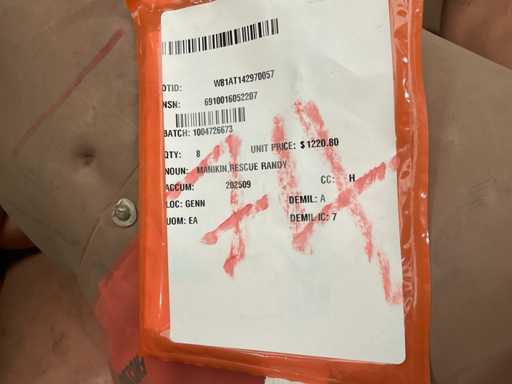 DTID: W81AT142970057
NSN: 6910016052207
BATCH: 1004726673
QTY: 8 UNIT PRICE: $1220.80
NOUN: MANIKIN,RESCUE RANDY
ACCUM: 202509 CC: H
LOC: GENN DEMIL: A
UOM: EA DEMIL IC: 7